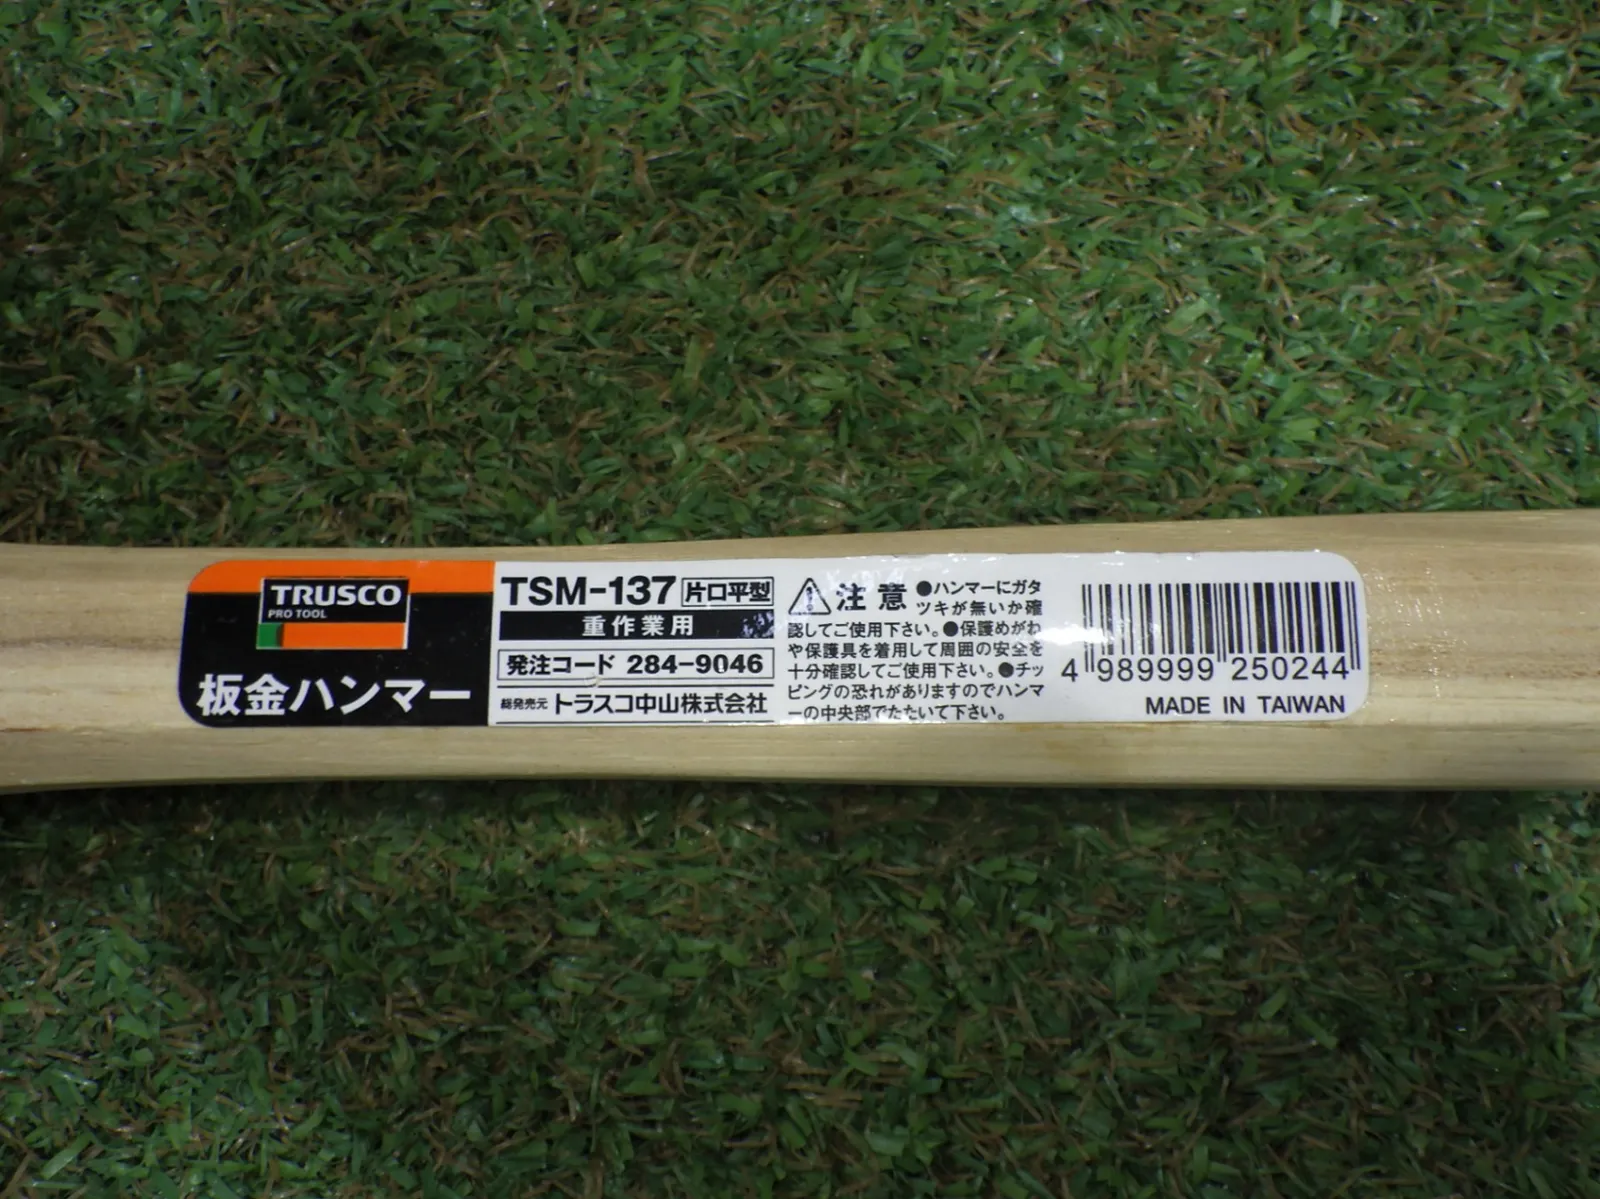 TRUSCO
PRO TOOL
板金ハンマー
TSM-137 片口平型
重作業用
発注コード 284-9046
総発売元 トラスコ中山株式会社
注意 ●ハンマーにガタ
ツキが無いか確
認してご使用下さい。●保護めがね
や保護具を着用して周囲の安全を
十分確認してご使用下さい。●チッ
ピングの恐れがありますのでハンマ
ーの中央部でたたいて下さい。
4 989999 250244
MADE IN TAIWAN